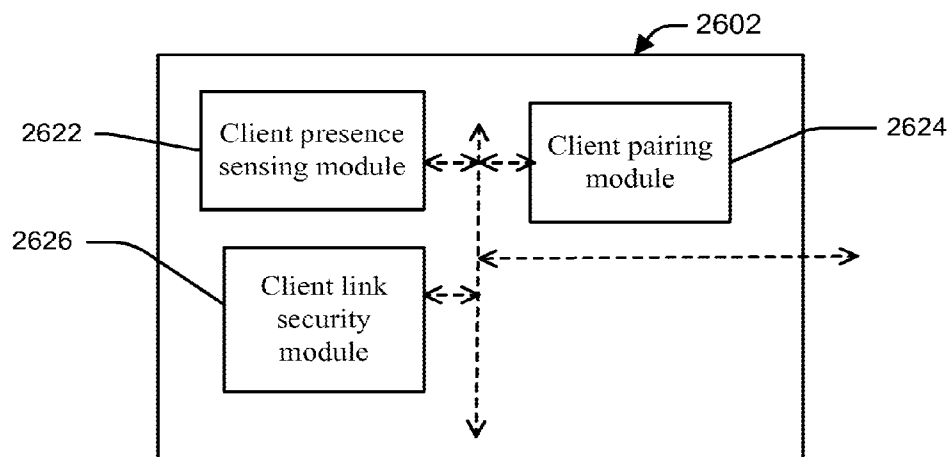 2602
2622
Client presence
sensing module
Client pairing
module
2624
2626
Client link
security
module